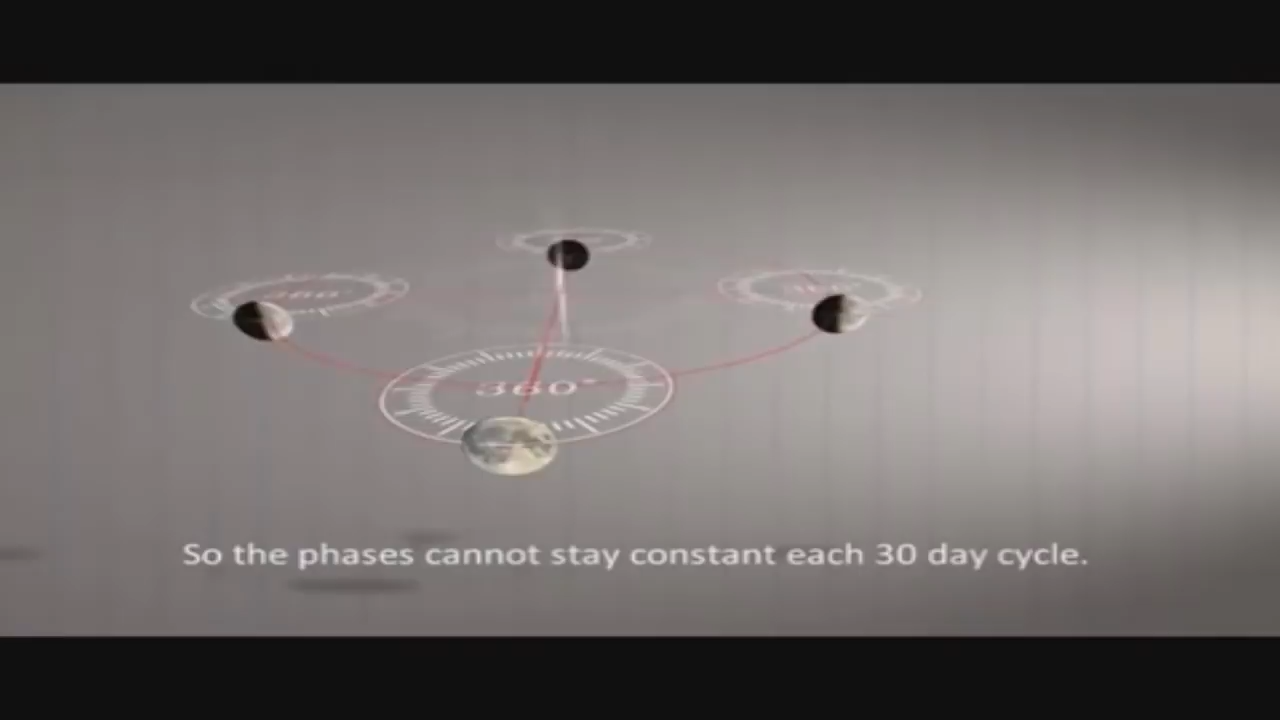 360°
So the phases cannot stay constant each 30 day cycle.